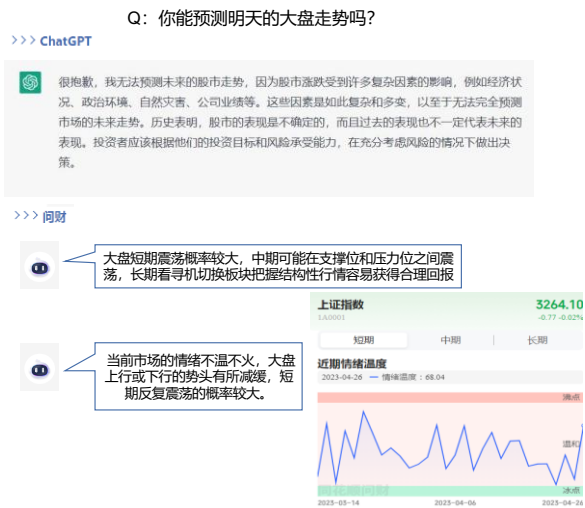 Q：你能预测明天的大盘走势吗？
>>> ChatGPT
很抱歉，我无法预测未来的股市走势，因为股市涨跌受到许多复杂因素的影响，例如经济状
况、政治环境、自然灾害、公司业绩等。这些因素是如此复杂和多变，以至于无法完全预测
市场的未来走势。历史表明，股市的表现是不确定的，而且过去的表现也不一定代表未来的
表现。投资者应该根据他们的投资目标和风险承受能力，在充分考虑风险的情况下做出决
策。
>>> 问财
大盘短期震荡概率较大，中期可能在支撑位和压力位之间震
荡，长期看寻机切换板块把握结构性行情容易获得合理回报
当前市场的情绪不温不火，大盘
上行或下行的势头有所减缓，短
期反复震荡的概率较大。
上证指数 3264.10
1A0001 -0.77 -0.02%
短期 中期 长期
近期情绪温度
2023-04-26 情绪温度：68.04
沸点
温和
同花顺问财
冰点
2023-03-14 2023-04-06 2023-04-26